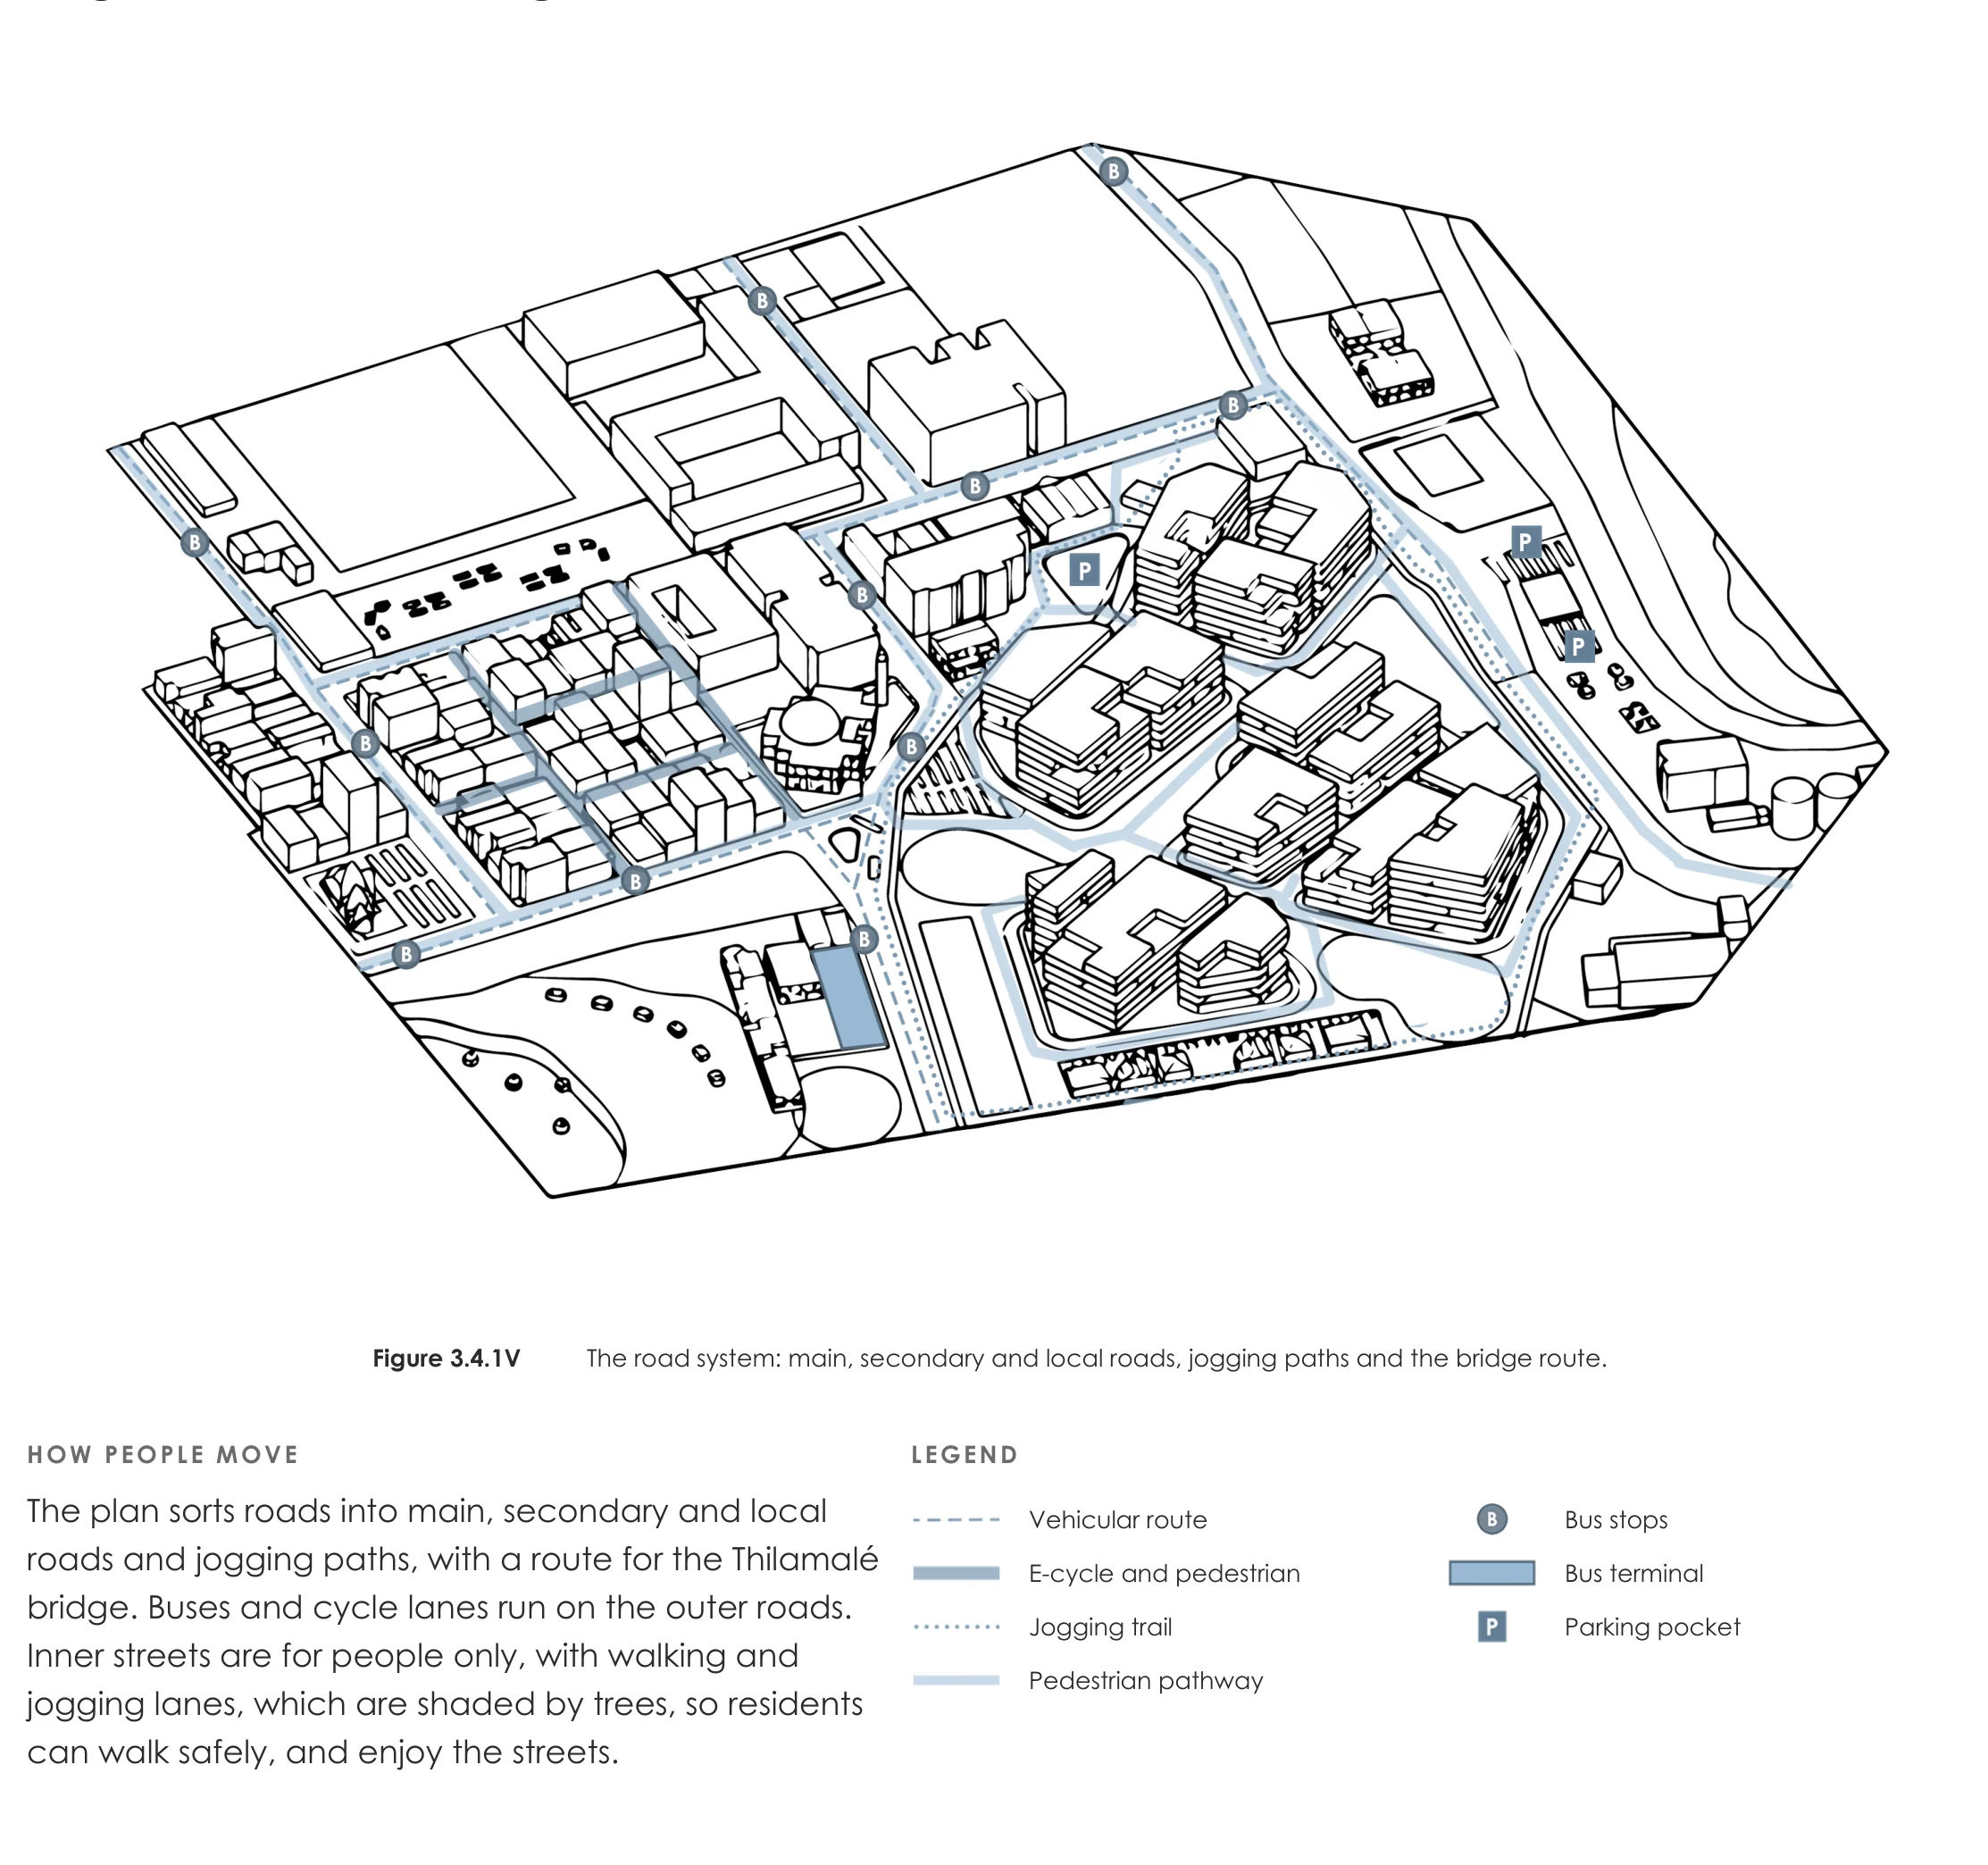 B
B
B
B
B
P
B
P
B
P
B
B
B
B
B
Figure 3.4.1V The road system: main, secondary and local roads, jogging paths and the bridge route.
HOW PEOPLE MOVE
The plan sorts roads into main, secondary and local
roads and jogging paths, with a route for the Thilamalé
bridge. Buses and cycle lanes run on the outer roads.
Inner streets are for people only, with walking and
jogging lanes, which are shaded by trees, so residents
can walk safely, and enjoy the streets.
LEGEND
Vehicular route
E-cycle and pedestrian
Jogging trail
Pedestrian pathway
B Bus stops
Bus terminal
P Parking pocket